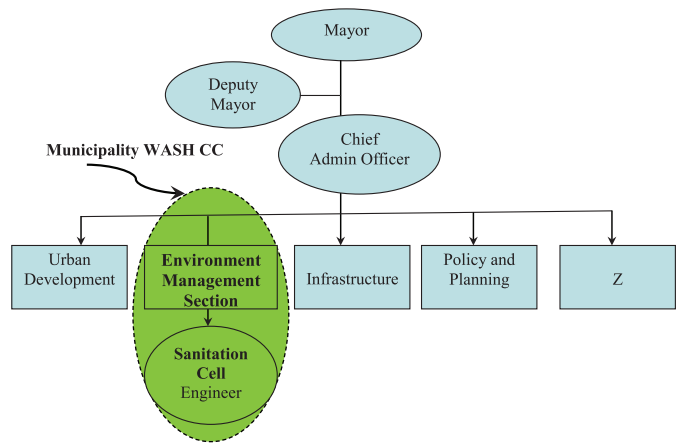 Mayor
Deputy
Mayor
Chief
Admin Officer
Municipality WASH CC
Urban
Development
Environment
Management
Section
Infrastructure
Policy and
Planning
Z
Sanitation
Cell
Engineer